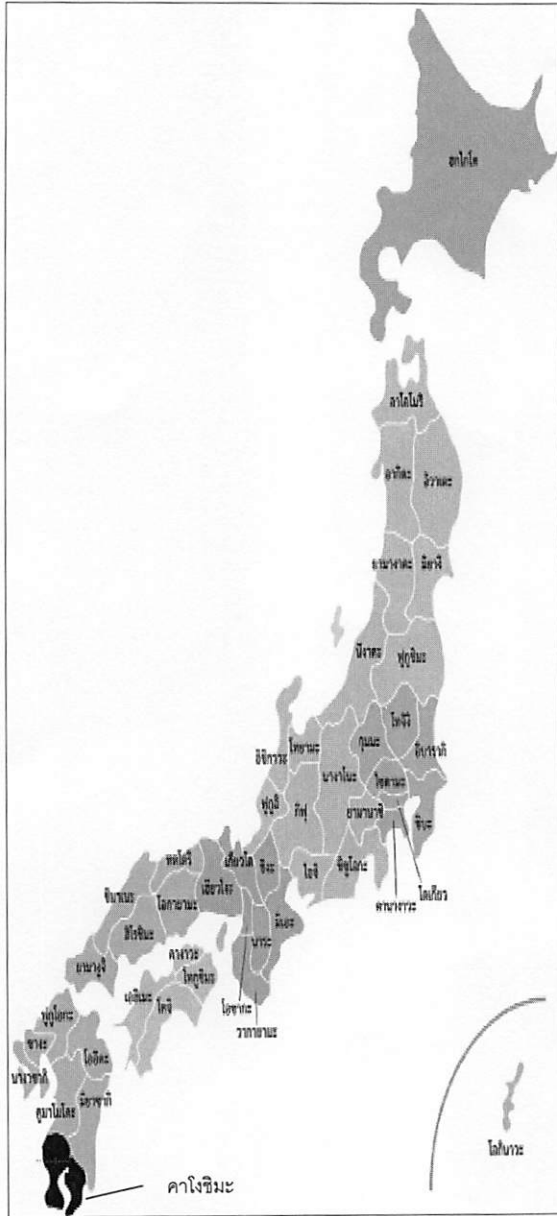 ฮกไกโด
อาโอโมริ
อากิตะ
อิวาเตะ
ยามางาตะ
มิยางิ
นีงาตะ
ฟูกูชิมะ
โทจิงิ
กุมมะ
อิบารากิ
โทยามะ
อิชิกาวะ
นางาโนะ
ไซตามะ
ฟูกูอิ
กิฟุ
ยามานาชิ
ชิบะ
เกียวโต
ชิงะ
ไอจิ
ชิซูโอกะ
โตเกียว
คานางาวะ
ทตโตริ
เฮียวโงะ
ชิมาเนะ
โอกายามะ
ฮิโรชิมะ
มิเอะ
นาระ
ยามางูจิ
คางาวะ
โทกูชิมะ
เอฮิเมะ
โคจิ
โอซากะ
วากายามะ
ฟูกูโอกะ
ซางะ
โออิตะ
นางาซากิ
คูมาโมโตะ
มิยาซากิ
โอกินาวะ
คาโงชิมะ